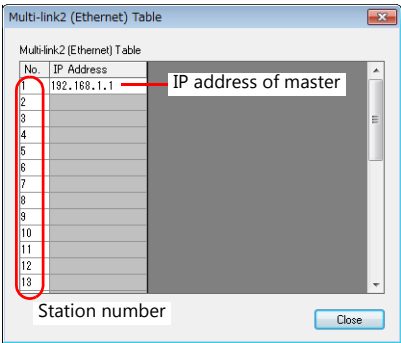 Multi-link2 (Ethernet) Table
Multi-link2 (Ethernet) Table
No. IP Address
1 192.168.1.1 IP address of master
2
3
4
5
6
7
8
9
10
11
12
13
Station number
Close